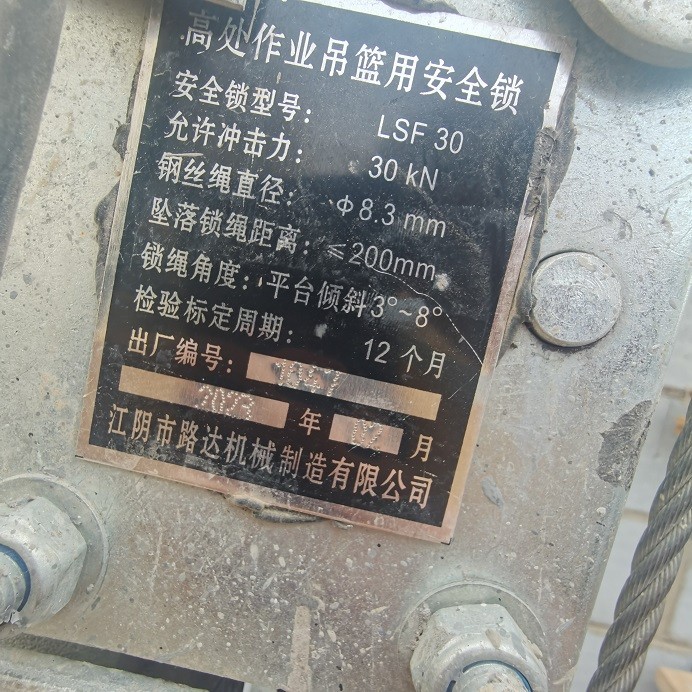 高处作业吊篮用安全锁
安全锁型号: LSF 30
允许冲击力: 30 kN
钢丝绳直径: Φ8.3 mm
坠落锁绳距离: ≤200mm
锁绳角度: 平台倾斜3°~8°
检验标定周期: 12 个月
出厂编号: 1047
2023 年 02 月
江阴市路达机械制造有限公司